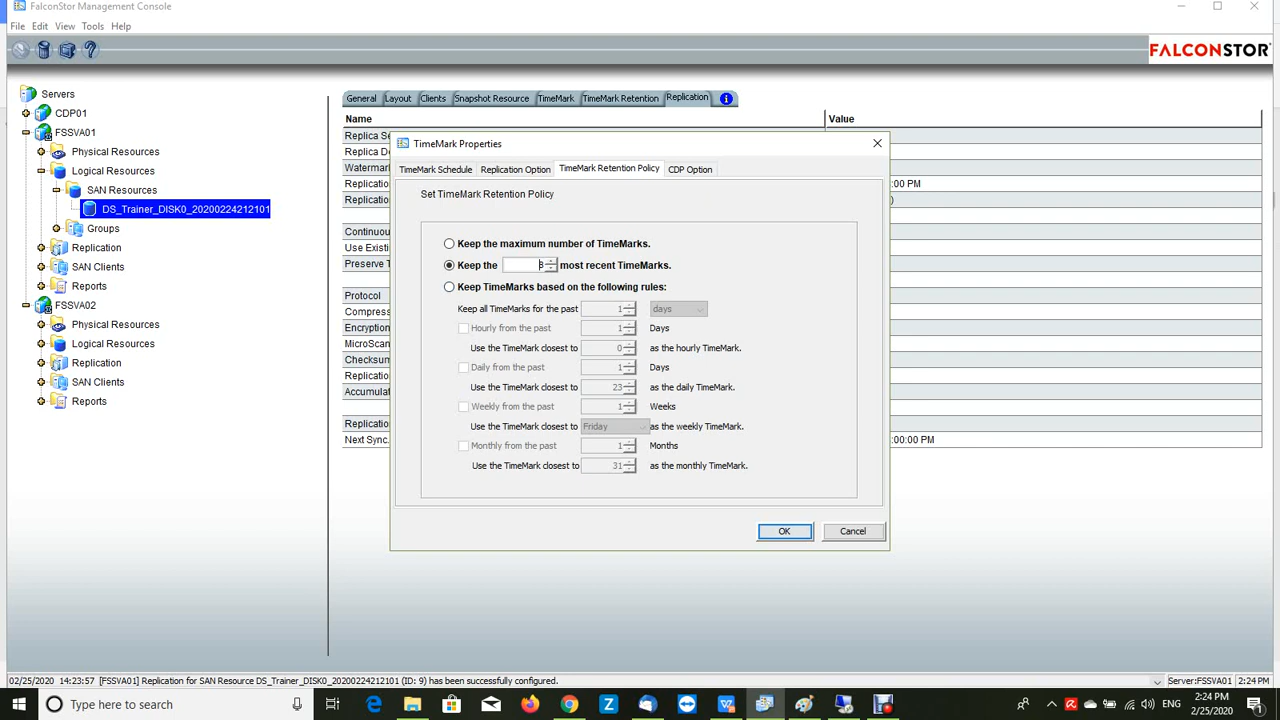 FalconStor Management Console
File Edit View Tools Help
FALCONSTOR
Servers
CDP01
FSSVA01
Physical Resources
Logical Resources
SAN Resources
DS_Trainer_DISK0_20200224212101
Groups
Replication
SAN Clients
Reports
FSSVA02
Physical Resources
Logical Resources
Replication
SAN Clients
Reports
General Layout Clients Snapshot Resource TimeMark TimeMark Retention Replication
Name Value
Replica Se
Replica De
Watermark
Replication :00 PM
Replication )
Continuou
Use Existin
Preserve T
Protocol
Compress
Encryption
MicroScan
Checksum
Replication
Accumulat
Replication
Next Sync. :00:00 PM
TimeMark Properties
TimeMark Schedule Replication Option TimeMark Retention Policy CDP Option
Set TimeMark Retention Policy
Keep the maximum number of TimeMarks.
Keep the 8 most recent TimeMarks.
Keep TimeMarks based on the following rules:
Keep all TimeMarks for the past 1 days
Hourly from the past 1 Days
Use the TimeMark closest to 0 as the hourly TimeMark.
Daily from the past 1 Days
Use the TimeMark closest to 23 as the daily TimeMark.
Weekly from the past 1 Weeks
Use the TimeMark closest to Friday as the weekly TimeMark.
Monthly from the past 1 Months
Use the TimeMark closest to 31 as the monthly TimeMark.
OK Cancel
02/25/2020 14:23:57 [FSSVA01] Replication for SAN Resource DS_Trainer_DISK0_20200224212101 (ID: 9) has been successfully configured. Server:FSSVA01 2:24 PM
Type here to search
ENG
2:24 PM
2/25/2020